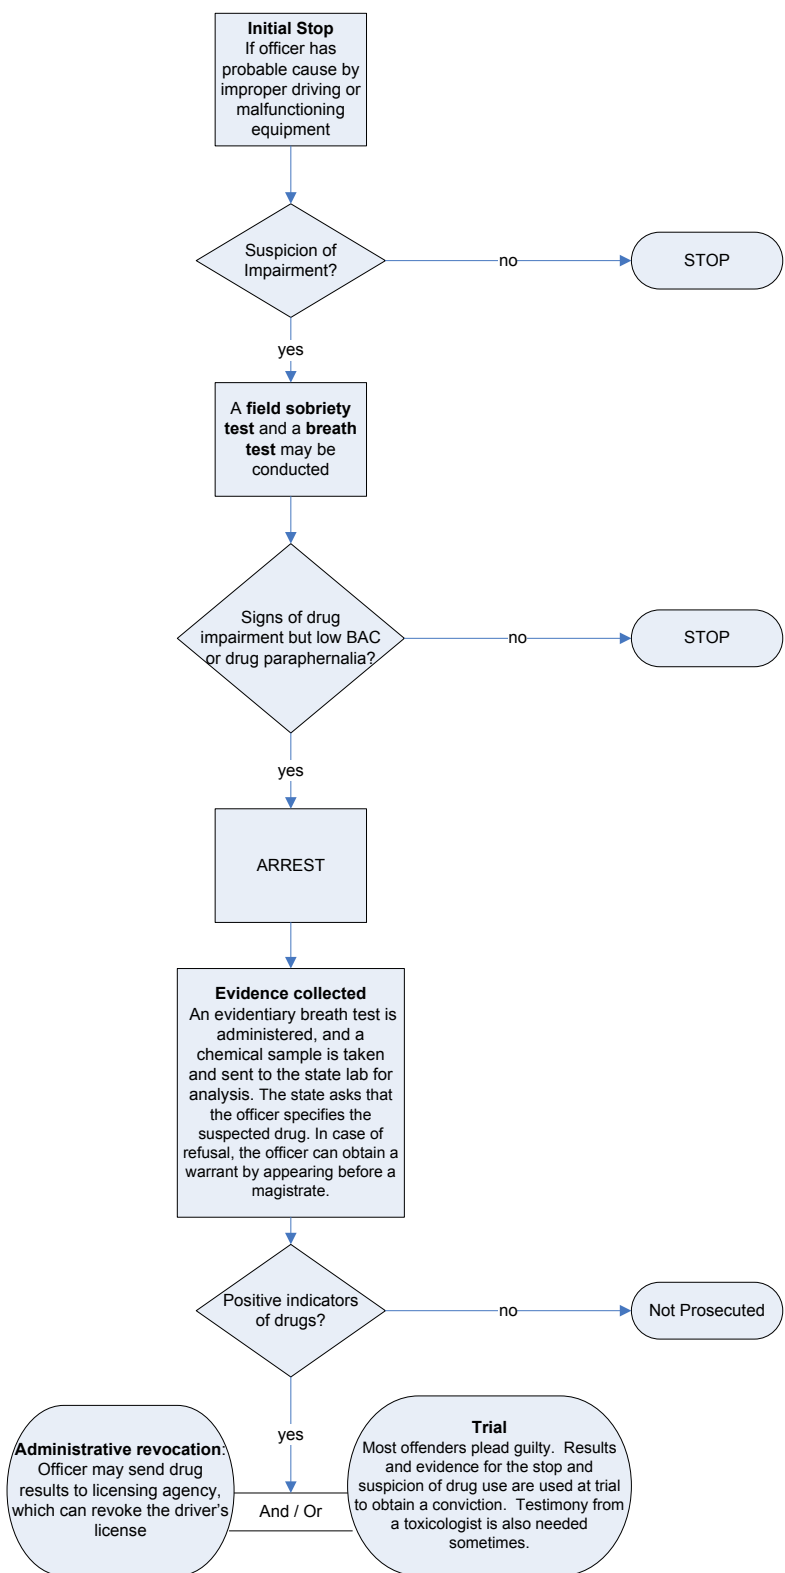 Initial Stop
If officer has
probable cause by
improper driving or
malfunctioning
equipment
Suspicion of
Impairment?
no
STOP
yes
A field sobriety
test and a breath
test may be
conducted
Signs of drug
impairment but low BAC
or drug paraphernalia?
no
STOP
yes
ARREST
Evidence collected
An evidentiary breath test is
administered, and a
chemical sample is taken
and sent to the state lab for
analysis. The state asks that
the officer specifies the
suspected drug. In case of
refusal, the officer can obtain a
warrant by appearing before a
magistrate.
Positive indicators
of drugs?
no
Not Prosecuted
yes
Administrative revocation:
Officer may send drug
results to licensing agency,
which can revoke the driver's
license
And / Or
Trial
Most offenders plead guilty. Results
and evidence for the stop and
suspicion of drug use are used at trial
to obtain a conviction. Testimony from
a toxicologist is also needed
sometimes.